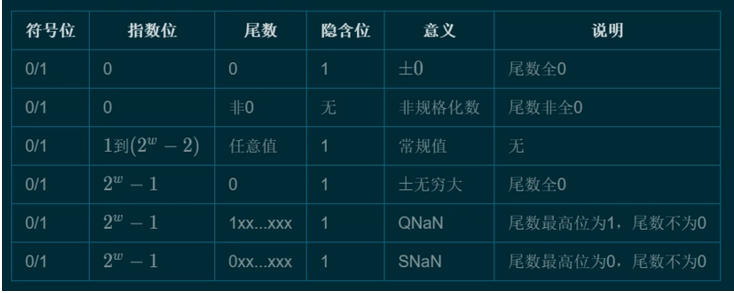 符号位 指数位 尾数 隐含位 意义 说明
0/1 0 0 1 士0 尾数全0
0/1 0 非0 无 非规格化数 尾数非全0
0/1 1到(2^w − 2) 任意值 1 常规值 无
0/1 2^w − 1 0 1 士无穷大 尾数全0
0/1 2^w − 1 1xx...xxx 1 QNaN 尾数最高位为1，尾数不为0
0/1 2^w − 1 0xx...xxx 1 SNaN 尾数最高位为0，尾数不为0